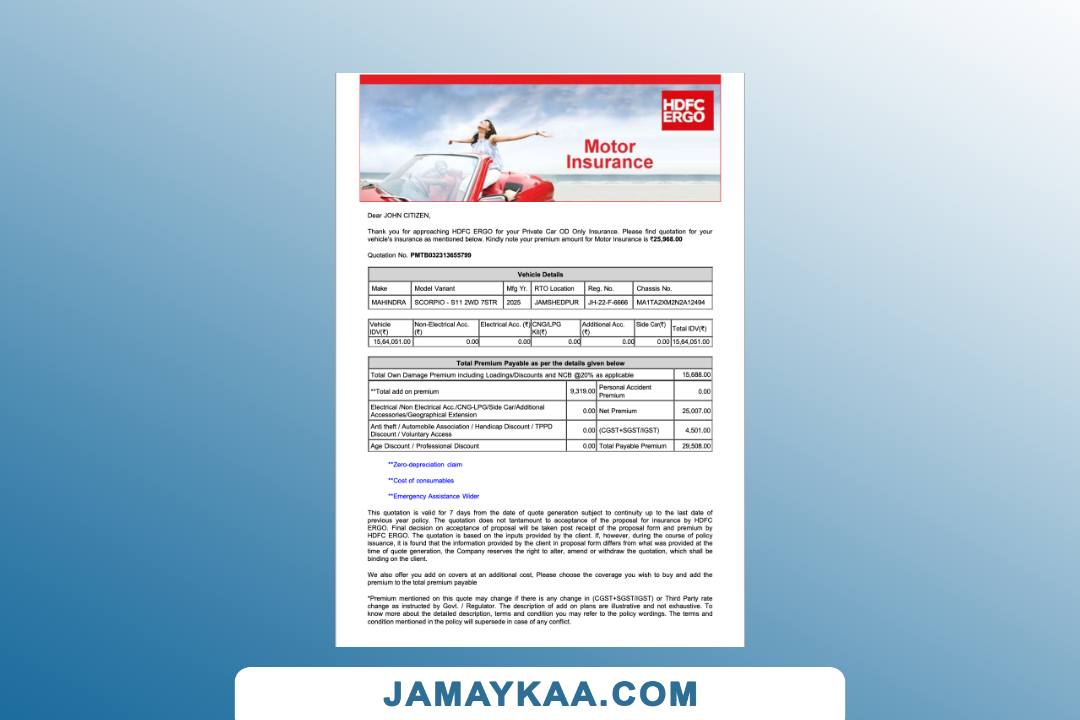 HDFC
ERGO
Motor
Insurance
Dear JOHN CITIZEN,
Thank you for approaching HDFC ERGO for your Private Car OD Only Insurance. Please find quotation for your
vehicle's insurance as mentioned below. Kindly note your premium amount for Motor Insurance is ₹25,966.00
Quotation No. PMTB032313655799
Vehicle Details
Make Model Variant Mfg Yr. RTO Location Reg. No. Chassis No.
MAHINDRA SCORPIO - S11 2WD 7STR 2025 JAMSHEDPUR JH-22-F-6666 MA1TA2XM2N2A12494
Vehicle IDV(₹) Non-Electrical Acc. (₹) Electrical Acc. (₹) CNG/LPG Kit(₹) Additional Acc. (₹) Side Car(₹) Total IDV(₹)
15,64,051.00 0.00 0.00 0.00 0.00 0.00 15,64,051.00
Total Premium Payable as per the details given below
Total Own Damage Premium including Loadings/Discounts and NCB @20% as applicable 15,688.00
**Total add on premium 9,319.00 Personal Accident Premium 0.00
Electrical /Non Electrical Acc./CNG-LPG/Side Car/Additional Accessories/Geographical Extension 0.00 Net Premium 25,007.00
Anti theft / Automobile Association / Handicap Discount / TPPD Discount / Voluntary Access 0.00 (CGST+SGST/IGST) 4,501.00
Age Discount / Professional Discount 0.00 Total Payable Premium 29,508.00
**Zero-depreciation claim
**Cost of consumables
**Emergency Assistance Wider
This quotation is valid for 7 days from the date of quote generation subject to continuity up to the last date of
previous year policy. The quotation does not tantamount to acceptance of the proposal for insurance by HDFC
ERGO. Final decision on acceptance of proposal will be taken post receipt of the proposal form and premium by
HDFC ERGO. The quotation is based on the inputs provided by the client. If, however, during the course of policy
issuance, it is found that the information provided by the client in proposal form differs from what was provided at the
time of quote generation, the Company reserves the right to alter, amend or withdraw the quotation, which shall be
binding on the client.
We also offer you add on covers at an additional cost, Please choose the coverage you wish to buy and add the
premium to the total premium payable
*Premium mentioned on this quote may change if there is any change in (CGST+SGST/IGST) or Third Party rate
change as instructed by Govt. / Regulator. The description of add on plans are illustrative and not exhaustive. To
know more about the detailed description, terms and condition you may refer to the policy wordings. The terms and
condition mentioned in the policy will supersede in case of any conflict.
JAMAYKAA.COM